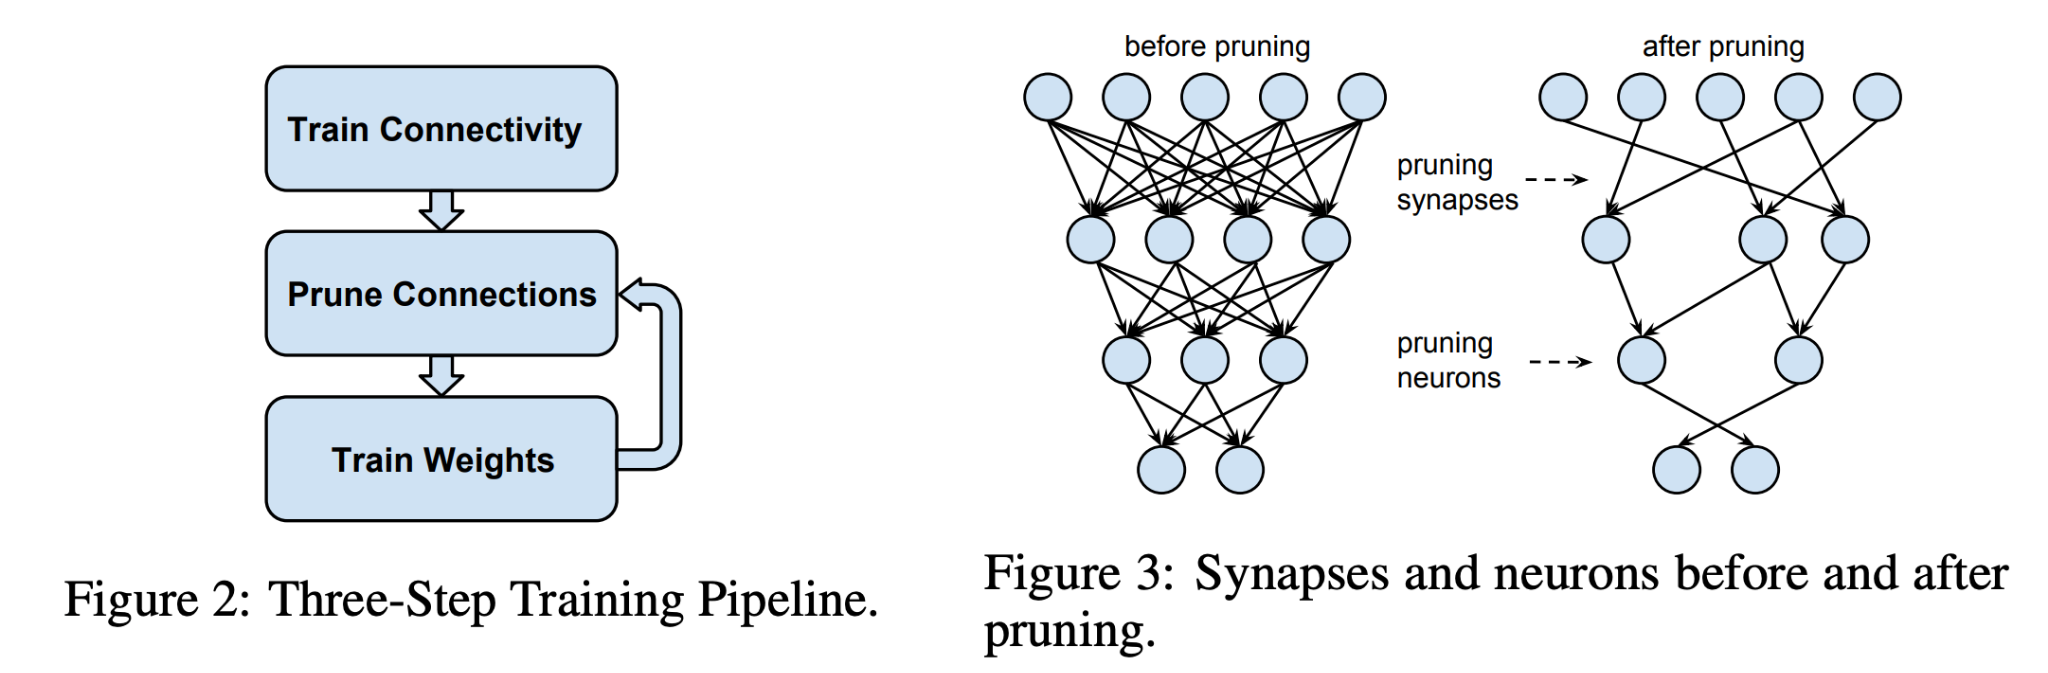 Train Connectivity
Prune Connections
Train Weights
Figure 2: Three-Step Training Pipeline.
before pruning
after pruning
pruning
synapses
pruning
neurons
Figure 3: Synapses and neurons before and after
pruning.